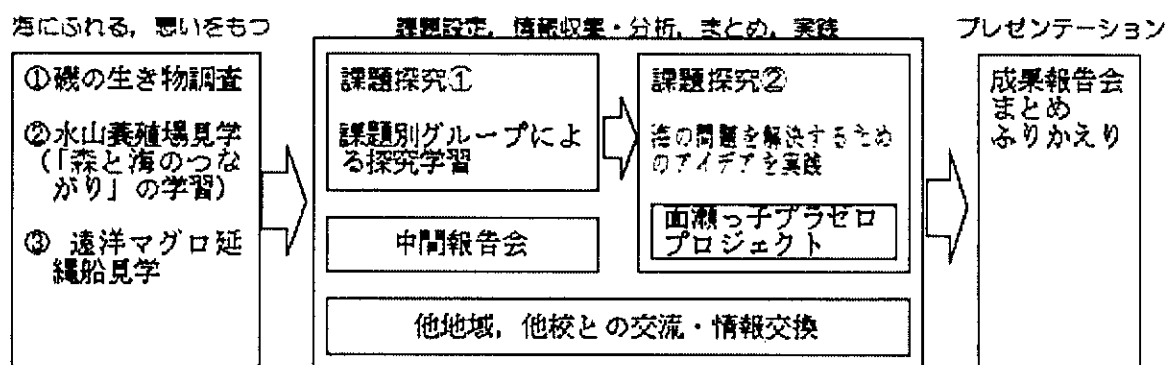 海にふれる，思いをもつ
①磯の生き物調査
②水山養殖場見学
（「森と海のつな
がり」の学習）
③ 遠洋マグロ延
縄船見学
課題設定，情報収集・分析，まとめ，実践
課題探究①
課題別グループによ
る探究学習
中間報告会
課題探究②
海の問題を解決するため
のアイデアを実践
面瀬っ子プラゼロ
プロジェクト
他地域，他校との交流・情報交換
プレゼンテーション
成果報告会
まとめ
ふりかえり